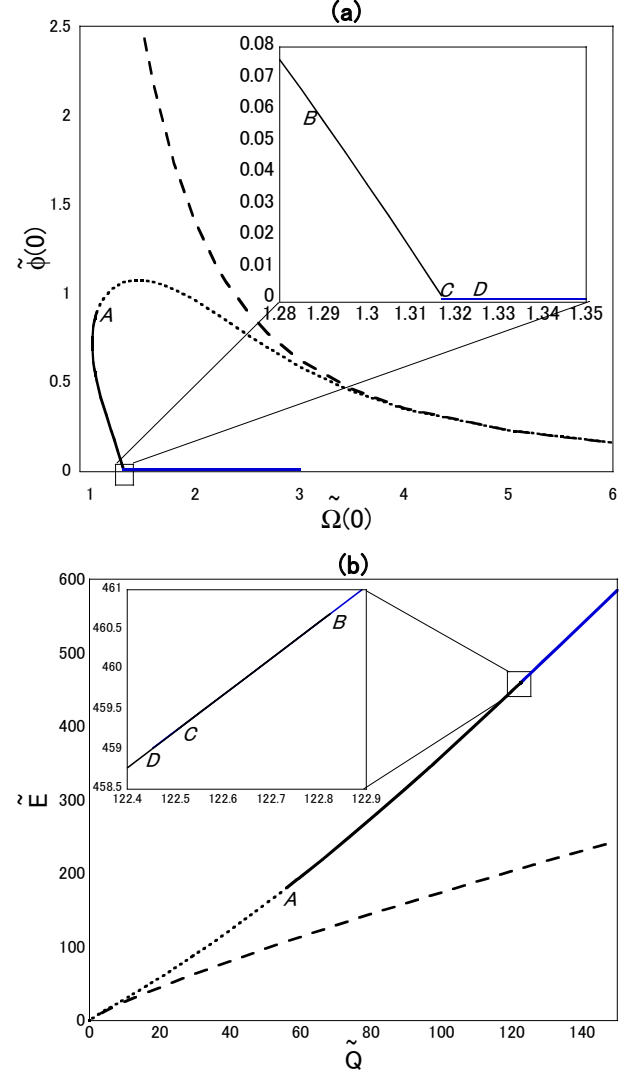 (a)
2.5
2
1.5
1
0.5
0
φ̃(0)
A
0.08
0.07
0.06
0.05
0.04
0.03
0.02
0.01
0
B
C D
1.28 1.29 1.3 1.31 1.32 1.33 1.34 1.35
1 2 3 4 5 6
Ω̃(0)
(b)
600
500
400
300
200
100
0
Ẽ
461
460.5
460
459.5
459
458.5
B
C
D
122.4 122.5 122.6 122.7 122.8 122.9
A
0 20 40 60 80 100 120 140
Q̃